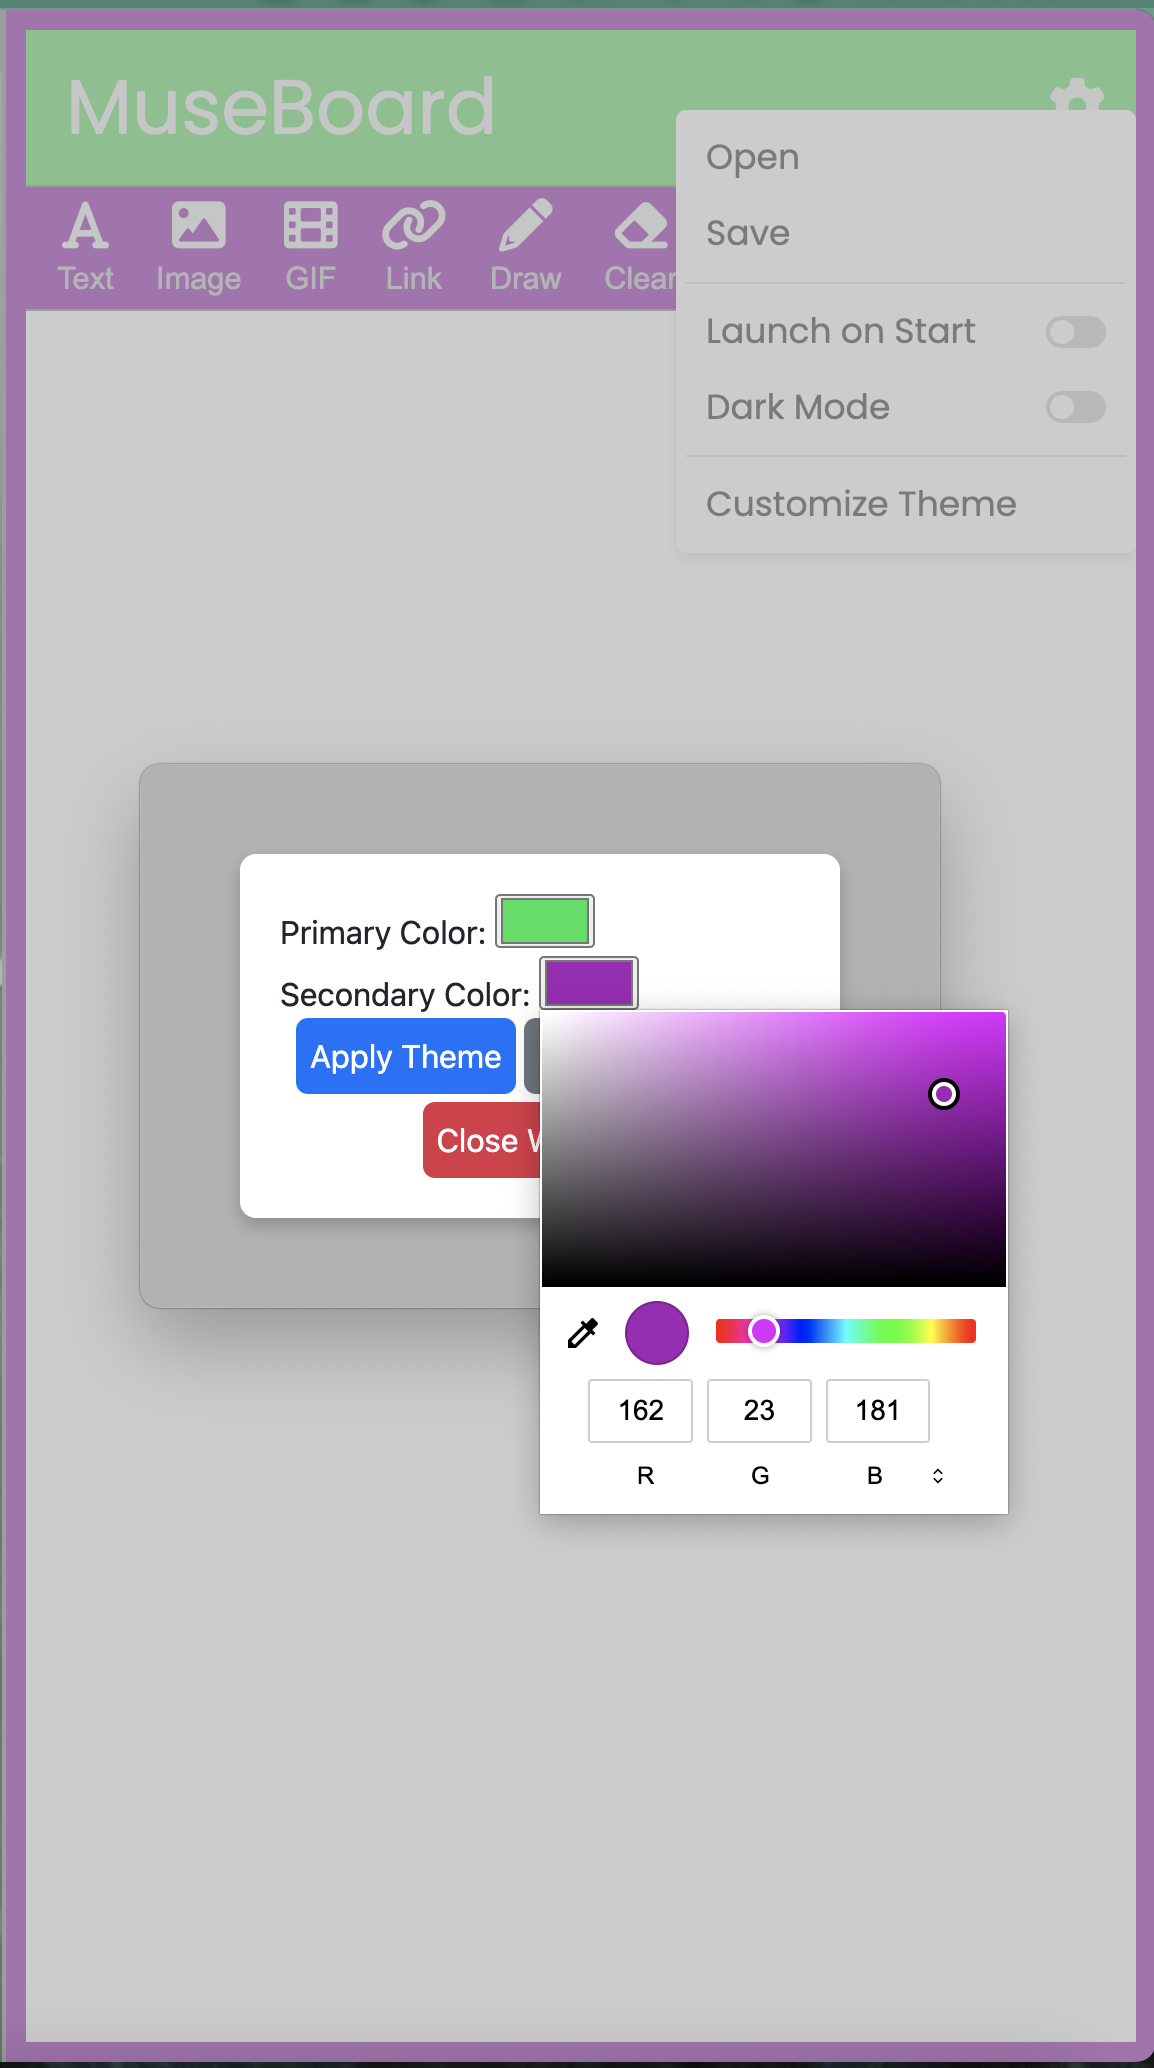 MuseBoard
Text Image GIF Link Draw Clear
Open
Save
Launch on Start
Dark Mode
Customize Theme
Primary Color:
Secondary Color:
Apply Theme
Close
162 23 181
R G B